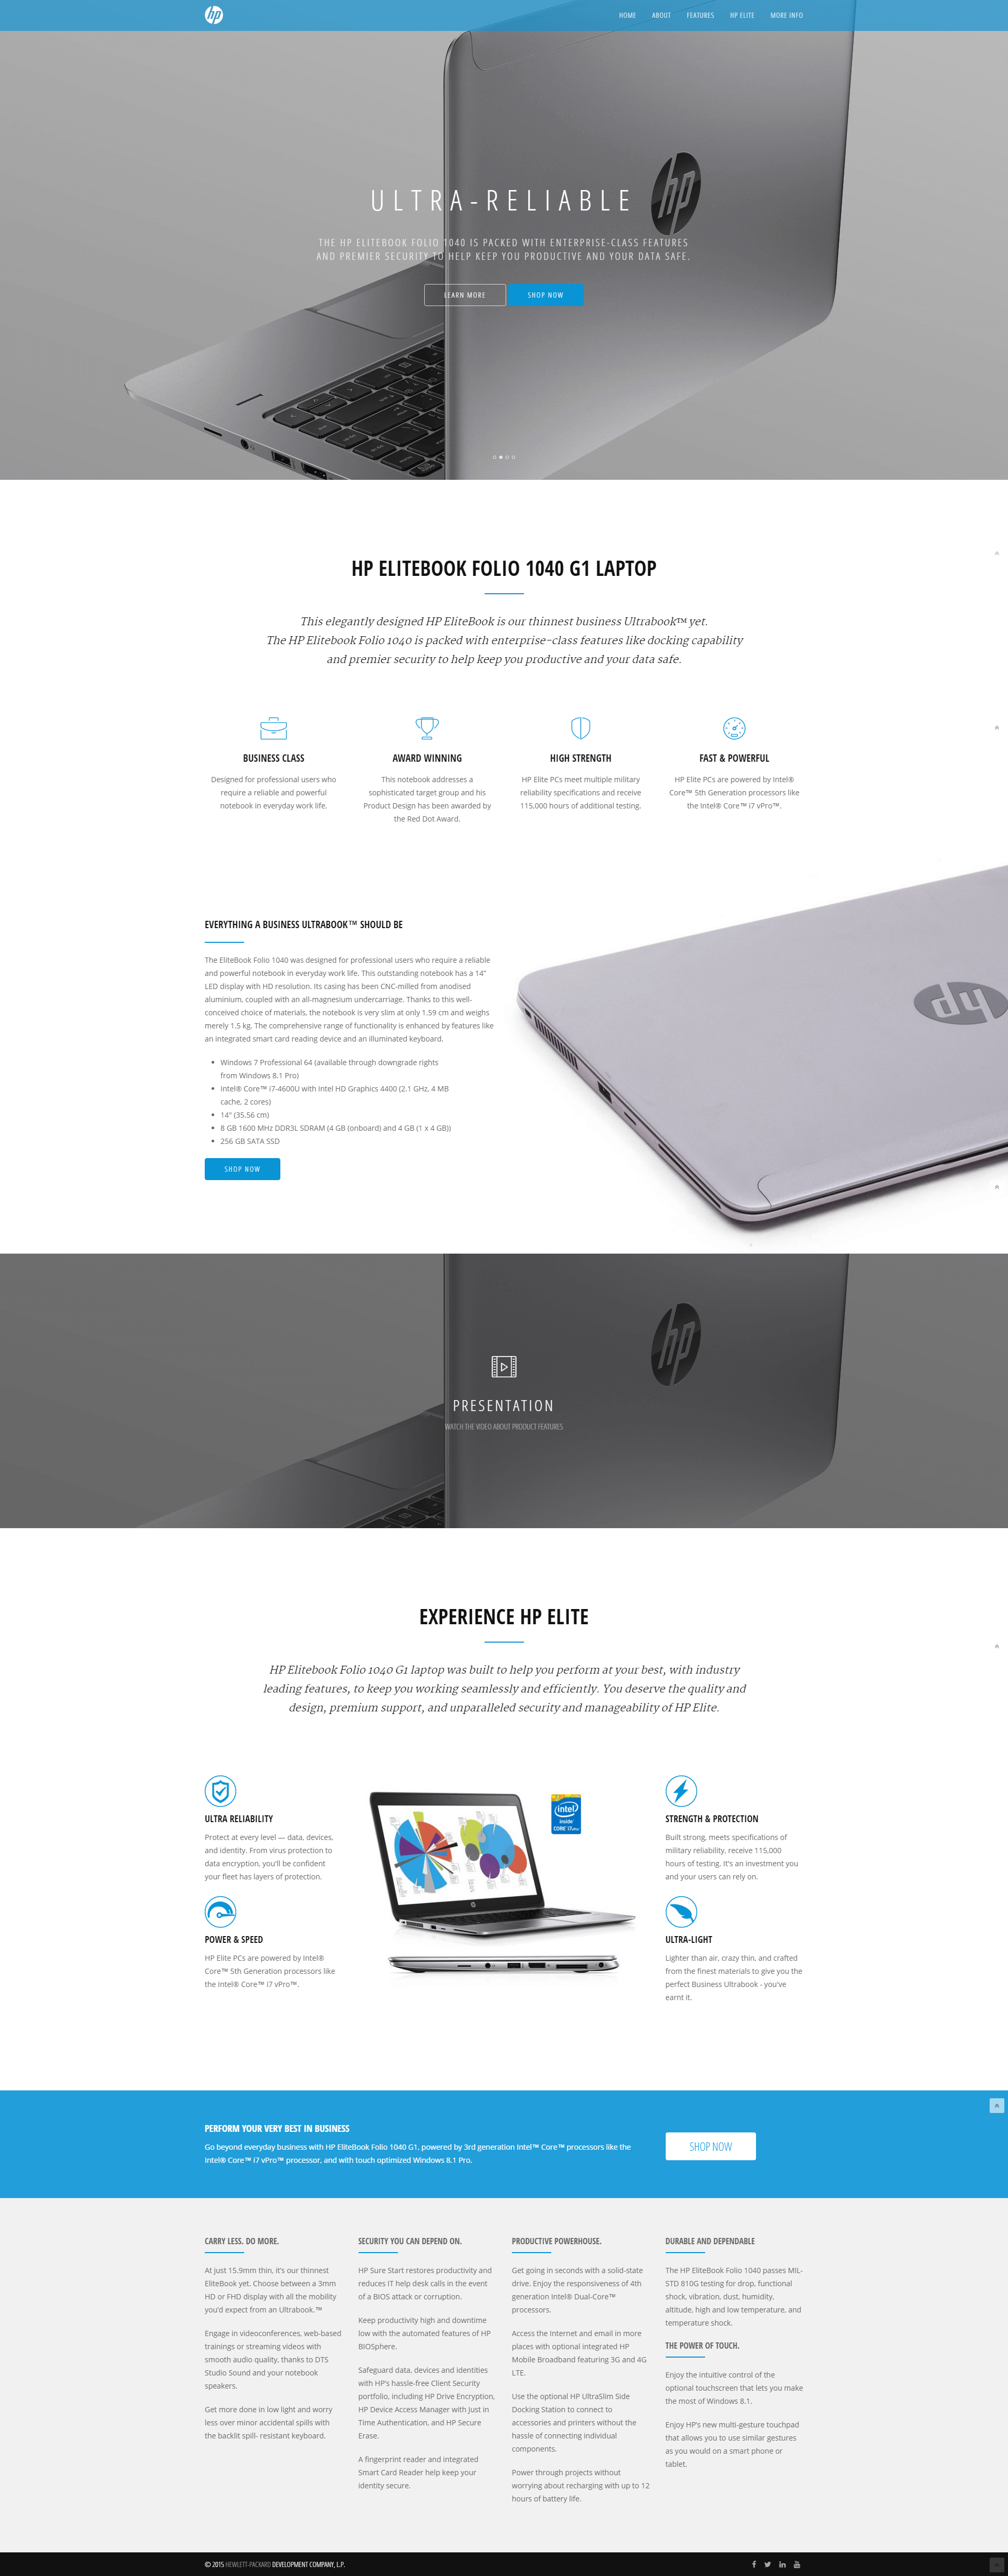 hp
HOME
ABOUT
FEATURES
HP ELITE
MORE INFO
hp
ULTRA-RELIABLE
THE HP ELITEBOOK FOLIO 1040 IS PACKED WITH ENTERPRISE-CLASS FEATURES
AND PREMIER SECURITY TO HELP KEEP YOU PRODUCTIVE AND YOUR DATA SAFE.
LEARN MORE
SHOP NOW
HP ELITEBOOK FOLIO 1040 G1 LAPTOP
This elegantly designed HP EliteBook is our thinnest business Ultrabook™ yet.
The HP Elitebook Folio 1040 is packed with enterprise-class features like docking capability
and premier security to help keep you productive and your data safe.
BUSINESS CLASS
Designed for professional users who
require a reliable and powerful
notebook in everyday work life.
AWARD WINNING
This notebook addresses a
sophisticated target group and his
Product Design has been awarded by
the Red Dot Award.
HIGH STRENGTH
HP Elite PCs meet multiple military
reliability specifications and receive
115,000 hours of additional testing.
FAST & POWERFUL
HP Elite PCs are powered by Intel®
Core™ 5th Generation processors like
the Intel® Core™ i7 vPro™.
EVERYTHING A BUSINESS ULTRABOOK™ SHOULD BE
The EliteBook Folio 1040 was designed for professional users who require a reliable
and powerful notebook in everyday work life. This outstanding notebook has a 14”
LED display with HD resolution. Its casing has been CNC-milled from anodised
aluminium, coupled with an all-magnesium undercarriage. Thanks to this well-
conceived choice of materials, the notebook is very slim at only 1.59 cm and weighs
merely 1.5 kg. The comprehensive range of functionality is enhanced by features like
an integrated smart card reading device and an illuminated keyboard.
• Windows 7 Professional 64 (available through downgrade rights
from Windows 8.1 Pro)
• Intel® Core™ i7-4600U with Intel HD Graphics 4400 (2.1 GHz, 4 MB
cache, 2 cores)
• 14" (35.56 cm)
• 8 GB 1600 MHz DDR3L SDRAM (4 GB (onboard) and 4 GB (1 x 4 GB))
• 256 GB SATA SSD
SHOP NOW
hp
hp
PRESENTATION
WATCH THE VIDEO ABOUT PRODUCT FEATURES
EXPERIENCE HP ELITE
HP Elitebook Folio 1040 G1 laptop was built to help you perform at your best, with industry
leading features, to keep you working seamlessly and efficiently. You deserve the quality and
design, premium support, and unparalleled security and manageability of HP Elite.
ULTRA RELIABILITY
Protect at every level — data, devices,
and identity. From virus protection to
data encryption, you'll be confident
your fleet has layers of protection.
POWER & SPEED
HP Elite PCs are powered by Intel®
Core™ 5th Generation processors like
the Intel® Core™ i7 vPro™.
intel
inside
CORE i7 vPro
STRENGTH & PROTECTION
Built strong, meets specifications of
military reliability, receive 115,000
hours of testing. It's an investment you
and your users can rely on.
ULTRA-LIGHT
Lighter than air, crazy thin, and crafted
from the finest materials to give you the
perfect Business Ultrabook - you've
earnt it.
PERFORM YOUR VERY BEST IN BUSINESS
Go beyond everyday business with HP EliteBook Folio 1040 G1, powered by 3rd generation Intel™ Core™ processors like the
Intel® Core™ i7 vPro™ processor, and with touch optimized Windows 8.1 Pro.
SHOP NOW
CARRY LESS. DO MORE.
At just 15.9mm thin, it's our thinnest
EliteBook yet. Choose between a 3mm
HD or FHD display with all the mobility
you'd expect from an Ultrabook.™
Engage in videoconferences, web-based
trainings or streaming videos with
smooth audio quality, thanks to DTS
Studio Sound and your notebook
speakers.
Get more done in low light and worry
less over minor accidental spills with
the backlit spill- resistant keyboard.
SECURITY YOU CAN DEPEND ON.
HP Sure Start restores productivity and
reduces IT help desk calls in the event
of a BIOS attack or corruption.
Keep productivity high and downtime
low with the automated features of HP
BIOSphere.
Safeguard data, devices and identities
with HP's hassle-free Client Security
portfolio, including HP Drive Encryption,
HP Device Access Manager with Just in
Time Authentication, and HP Secure
Erase.
A fingerprint reader and integrated
Smart Card Reader help keep your
identity secure.
PRODUCTIVE POWERHOUSE.
Get going in seconds with a solid-state
drive. Enjoy the responsiveness of 4th
generation Intel® Dual-Core™
processors.
Access the Internet and email in more
places with optional integrated HP
Mobile Broadband featuring 3G and 4G
LTE.
Use the optional HP UltraSlim Side
Docking Station to connect to
accessories and printers without the
hassle of connecting individual
components.
Power through projects without
worrying about recharging with up to 12
hours of battery life.
DURABLE AND DEPENDABLE
The HP EliteBook Folio 1040 passes MIL-
STD 810G testing for drop, functional
shock, vibration, dust, humidity,
altitude, high and low temperature, and
temperature shock.
THE POWER OF TOUCH.
Enjoy the intuitive control of the
optional touchscreen that lets you make
the most of Windows 8.1.
Enjoy HP's new multi-gesture touchpad
that allows you to use similar gestures
as you would on a smart phone or
tablet.
© 2015 HEWLETT-PACKARD DEVELOPMENT COMPANY, L.P.